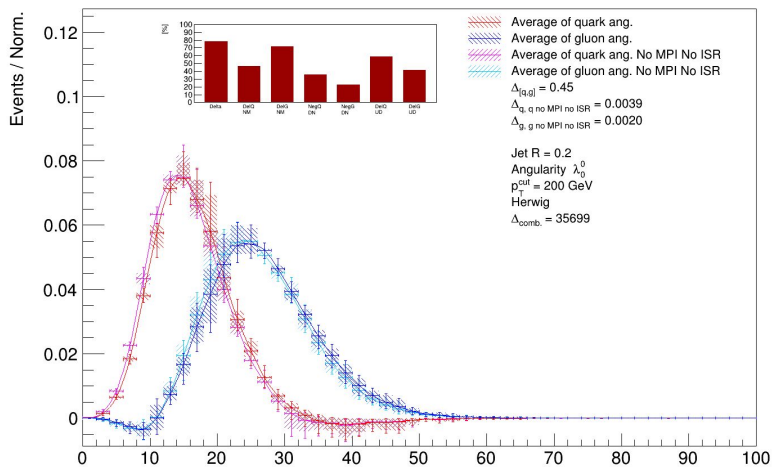 Events / Norm.
0.12
0.1
0.08
0.06
0.04
0.02
0
0 10 20 30 40 50 60 70 80 90 100
[%]
100
90
80
70
60
50
40
30
20
10
0
Delta DelQ NM DelG NM NegQ DN NegG DN DelQ UD DelG UD
Average of quark ang.
Average of gluon ang.
Average of quark ang. No MPI No ISR
Average of gluon ang. No MPI No ISR
Δ[q,g] = 0.45
Δq, q no MPI no ISR = 0.0039
Δg, g no MPI no ISR = 0.0020
Jet R = 0.2
Angularity λ⁰₀
pTcut = 200 GeV
Herwig
Δcomb. = 35699